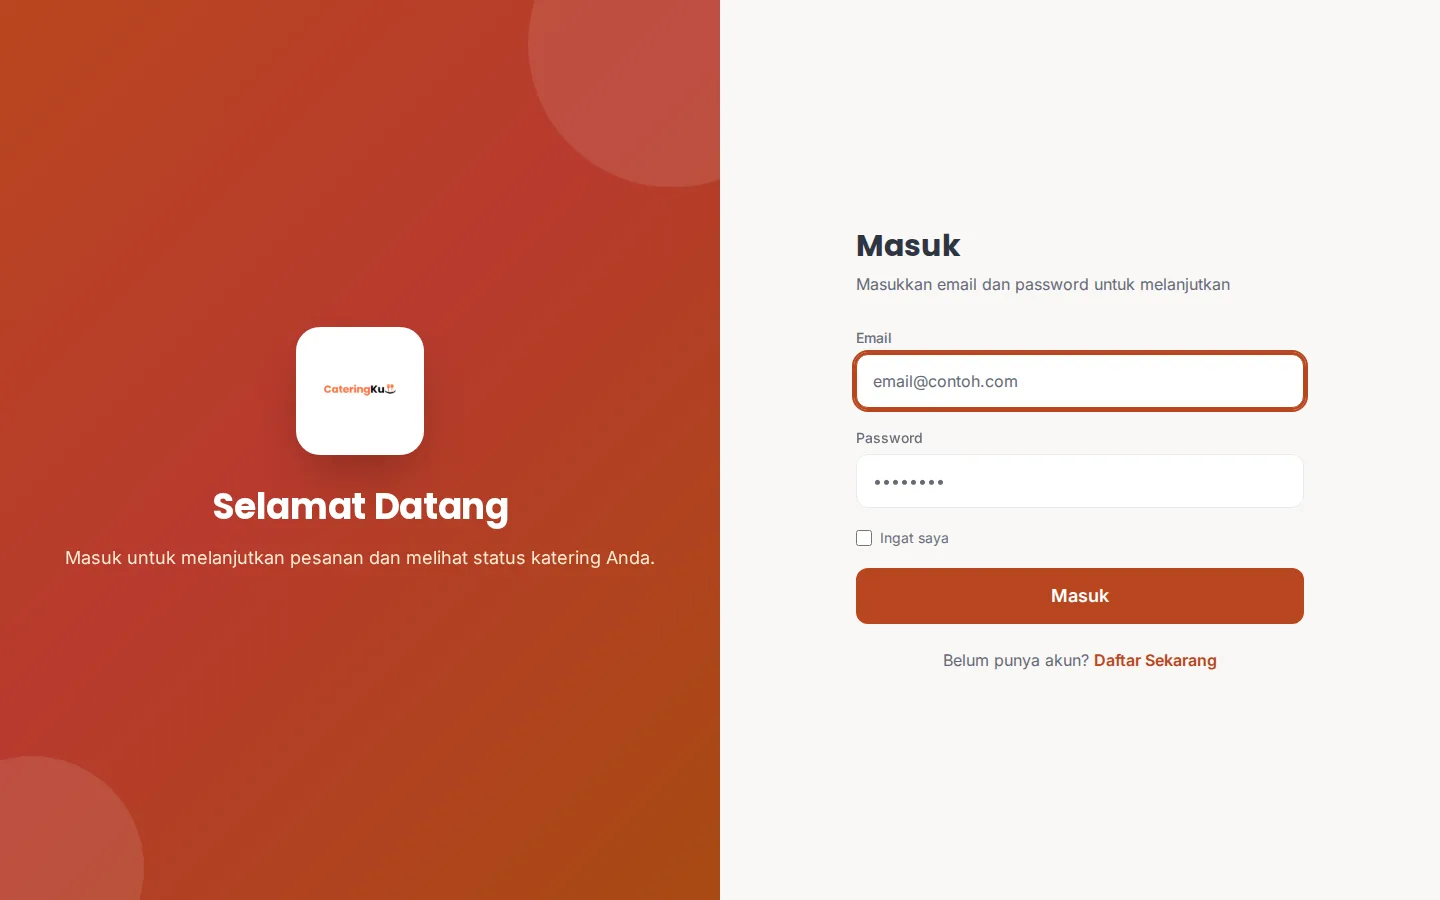 CateringKu
Selamat Datang
Masuk untuk melanjutkan pesanan dan melihat status katering Anda.
Masuk
Masukkan email dan password untuk melanjutkan
Email
email@contoh.com
Password
••••••••
Ingat saya
Masuk
Belum punya akun? Daftar Sekarang